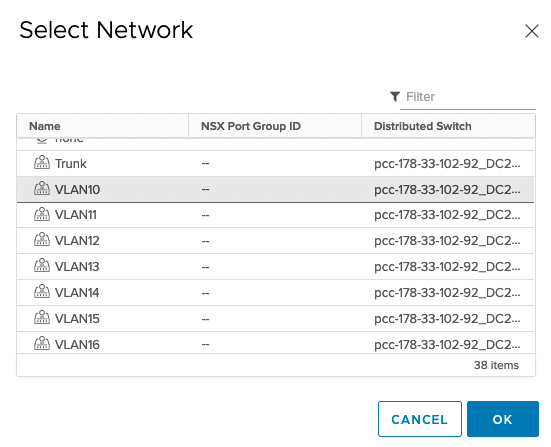 Select Network
Filter
Name NSX Port Group ID Distributed Switch
none
Trunk -- pcc-178-33-102-92_DC2...
VLAN10 -- pcc-178-33-102-92_DC2...
VLAN11 -- pcc-178-33-102-92_DC2...
VLAN12 -- pcc-178-33-102-92_DC2...
VLAN13 -- pcc-178-33-102-92_DC2...
VLAN14 -- pcc-178-33-102-92_DC2...
VLAN15 -- pcc-178-33-102-92_DC2...
VLAN16 -- pcc-178-33-102-92_DC2...
38 items
CANCEL OK